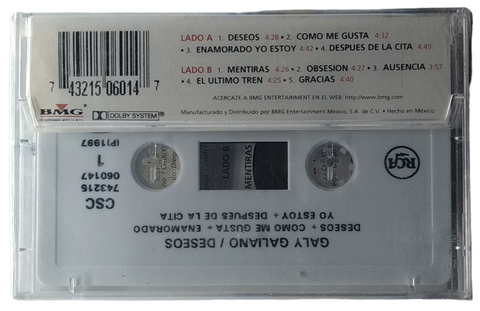 LADO A 1. DESEOS 4:28 • 2. COMO ME GUSTA 4:32
• 3. ENAMORADO YO ESTOY 4:42 • 4. DESPUES DE LA CITA 4:49
LADO B 1. MENTIRAS 4:26 • 2. OBSESION 4:27 • 3. AUSENCIA 3:57
• 4. EL ULTIMO TREN 4:25 • 5. GRACIAS 4:40
7 43215 06014 7
ACERCATE A BMG ENTERTAINMENT EN EL WEB: http://www.bmg.com
BMG
DOLBY SYSTEM
Manufacturado y Distribuido por BMG Entertainment México, S.A. de C.V. • Hecho en México.
GALY GALIANO / DESEOS
DESEOS + COMO ME GUSTA + ENAMORADO
YO ESTOY + DESPUES DE LA CITA
CSC
743215
060147
1
(P)1997
LADO B
MENTIRAS
RCA